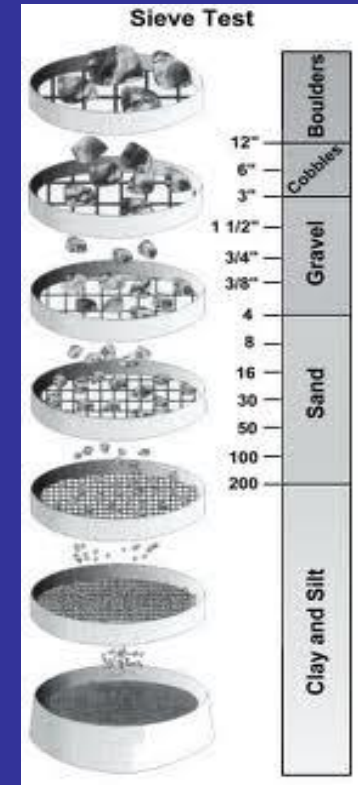 Sieve Test
Boulders
12"
Cobbles
6"
3"
1 1/2"
Gravel
3/4"
3/8"
4
8
16
Sand
30
50
100
200
Clay and Silt